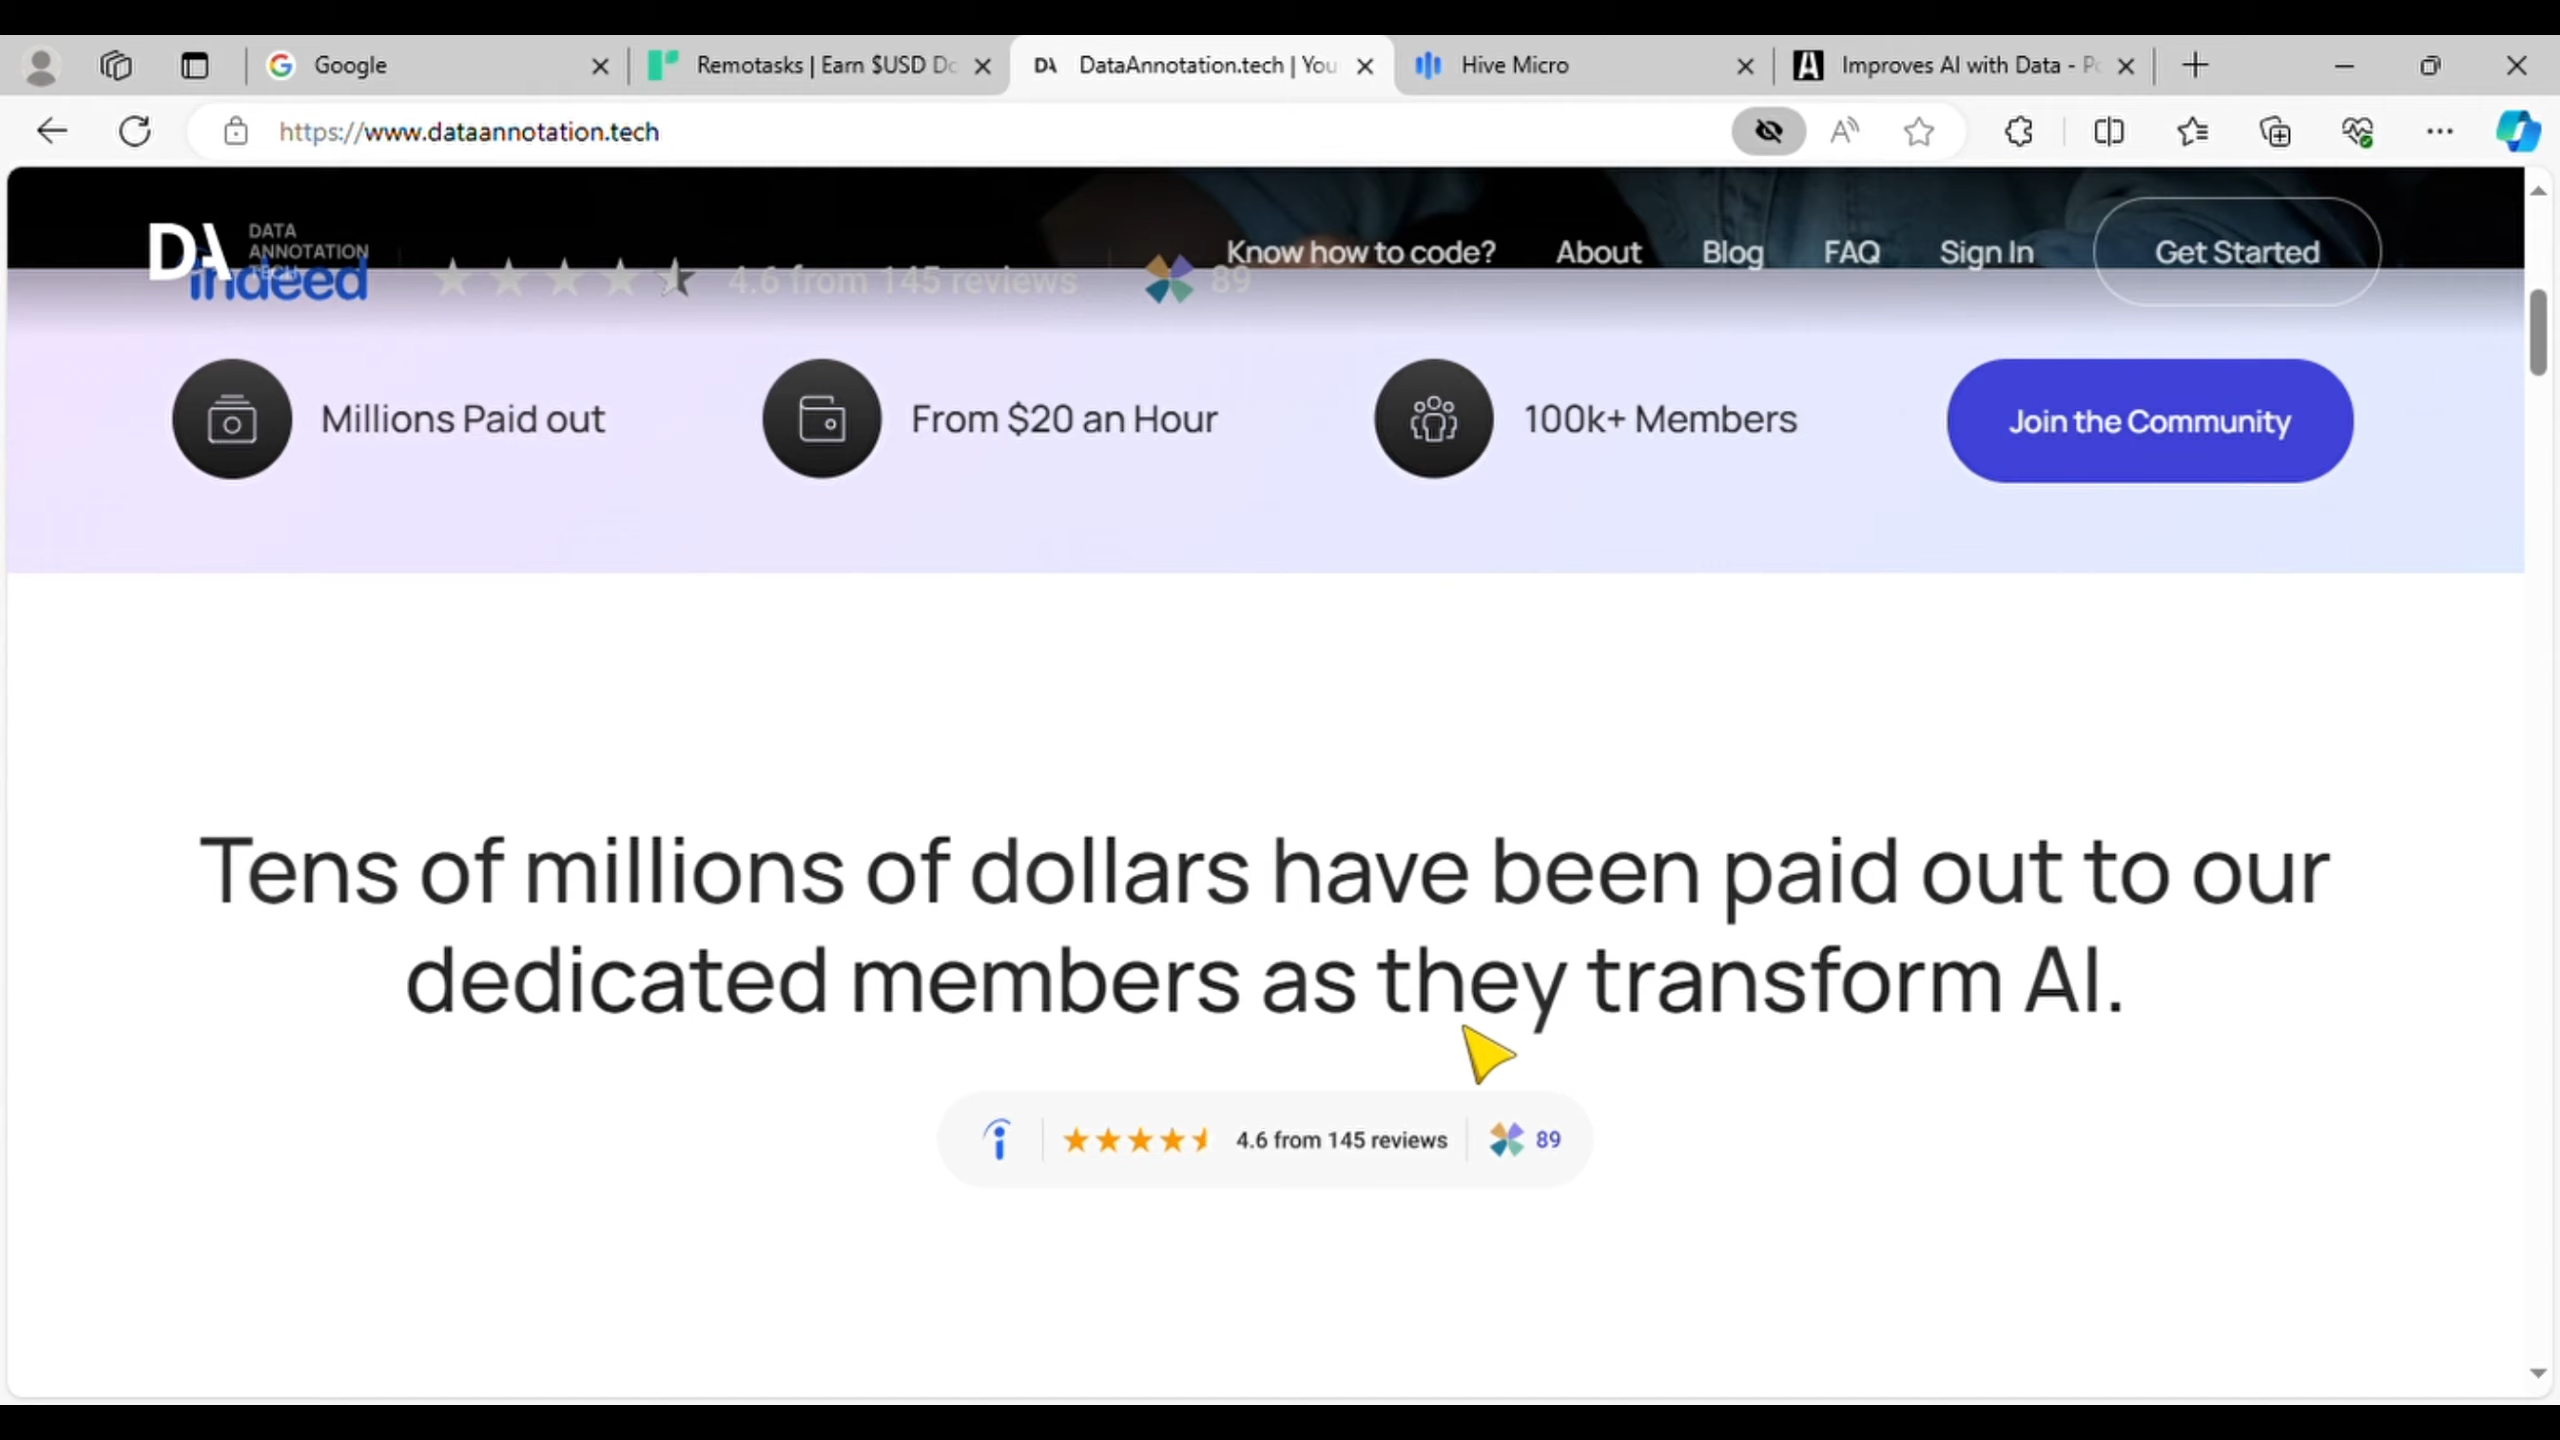 Google
Remotasks | Earn $USD Do
DataAnnotation.tech | You
Hive Micro
Improves AI with Data - Po
https://www.dataannotation.tech
DATA
ANNOTATION
TECH
DA
Know how to code?
About
Blog
FAQ
Sign In
Get Started
indeed
4.6 from 145 reviews
89
Millions Paid out
From $20 an Hour
100k+ Members
Join the Community
Tens of millions of dollars have been paid out to our
dedicated members as they transform AI.
4.6 from 145 reviews
89